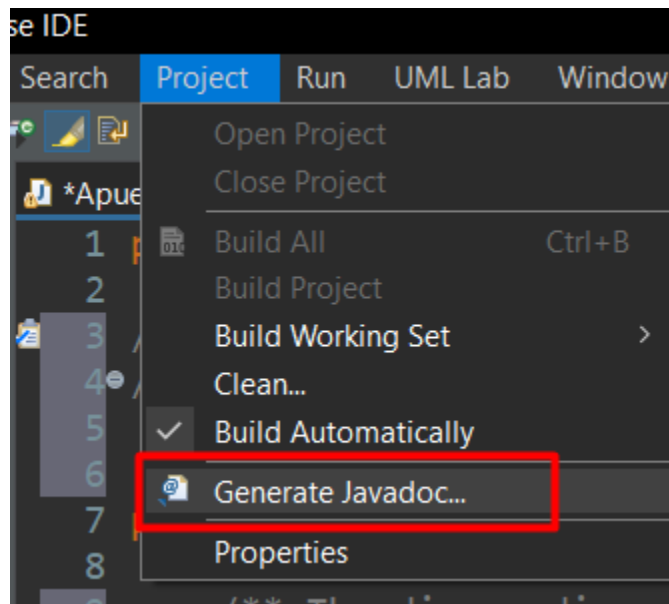 se IDE
Search Project Run UML Lab Window
Open Project
*Apue Close Project
1 Build All Ctrl+B
2 Build Project
3 / Build Working Set >
4 / Clean...
5 Build Automatically
6 Generate Javadoc...
7
8 Properties